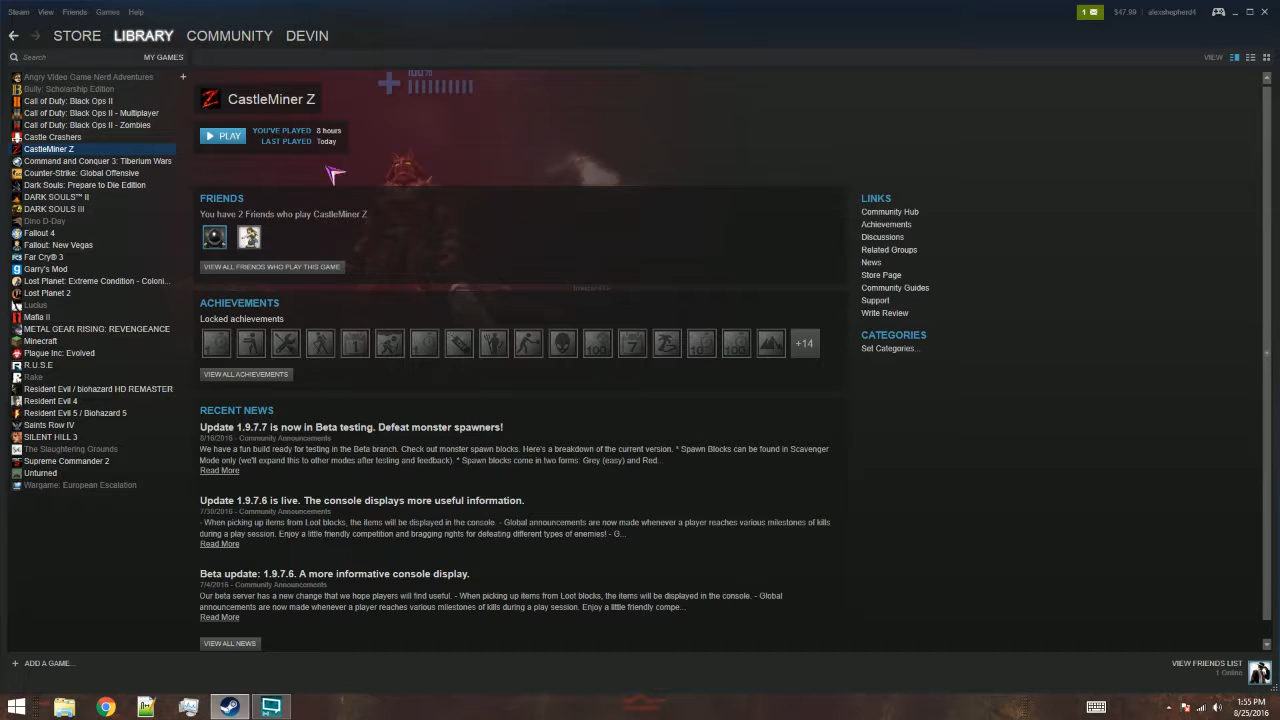 Steam View Friends Games Help
1 $47.99 alexshepherd4
STORE LIBRARY COMMUNITY DEVIN
Search MY GAMES VIEW
Angry Video Game Nerd Adventures
Bully: Scholarship Edition
Call of Duty: Black Ops II
Call of Duty: Black Ops II - Multiplayer
Call of Duty: Black Ops II - Zombies
Castle Crashers
CastleMiner Z
Command and Conquer 3: Tiberium Wars
Counter-Strike: Global Offensive
Dark Souls: Prepare to Die Edition
DARK SOULS™ II
DARK SOULS III
Dino D-Day
Fallout 4
Fallout: New Vegas
Far Cry® 3
Garry's Mod
Lost Planet: Extreme Condition - Coloni...
Lost Planet 2
Lucius
Mafia II
METAL GEAR RISING: REVENGEANCE
Minecraft
Plague Inc: Evolved
R.U.S.E
Rake
Resident Evil / biohazard HD REMASTER
Resident Evil 4
Resident Evil 5 / Biohazard 5
Saints Row IV
SILENT HILL 3
The Slaughtering Grounds
Supreme Commander 2
Unturned
Wargame: European Escalation
+ ADD A GAME...
100%
CastleMiner Z
PLAY
YOU'VE PLAYED 8 hours
LAST PLAYED Today
FRIENDS
You have 2 Friends who play CastleMiner Z
VIEW ALL FRIENDS WHO PLAY THIS GAME
ACHIEVEMENTS
Locked achievements
+14
VIEW ALL ACHIEVEMENTS
RECENT NEWS
Update 1.9.7.7 is now in Beta testing. Defeat monster spawners!
8/16/2016 - Community Announcements
We have a fun build ready for testing in the Beta branch. Check out monster spawn blocks. Here's a breakdown of the current version. * Spawn Blocks can be found in Scavenger
Mode only (we'll expand this to other modes after testing and feedback). * Spawn blocks come in two forms: Grey (easy) and Red...
Read More
Update 1.9.7.6 is live. The console displays more useful information.
7/30/2016 - Community Announcements
- When picking up items from Loot blocks, the items will be displayed in the console. - Global announcements are now made whenever a player reaches various milestones of kills
during a play session. Enjoy a little friendly competition and bragging rights for defeating different types of enemies! - G...
Read More
Beta update: 1.9.7.6. A more informative console display.
7/4/2016 - Community Announcements
Our beta server has a new change that we hope players will find useful. - When picking up items from Loot blocks, the items will be displayed in the console. - Global
announcements are now made whenever a player reaches various milestones of kills during a play session. Enjoy a little friendly compe...
Read More
VIEW ALL NEWS
LINKS
Community Hub
Achievements
Discussions
Related Groups
News
Store Page
Community Guides
Support
Write Review
CATEGORIES
Set Categories...
VIEW FRIENDS LIST
1 Online
1:55 PM
8/25/2016